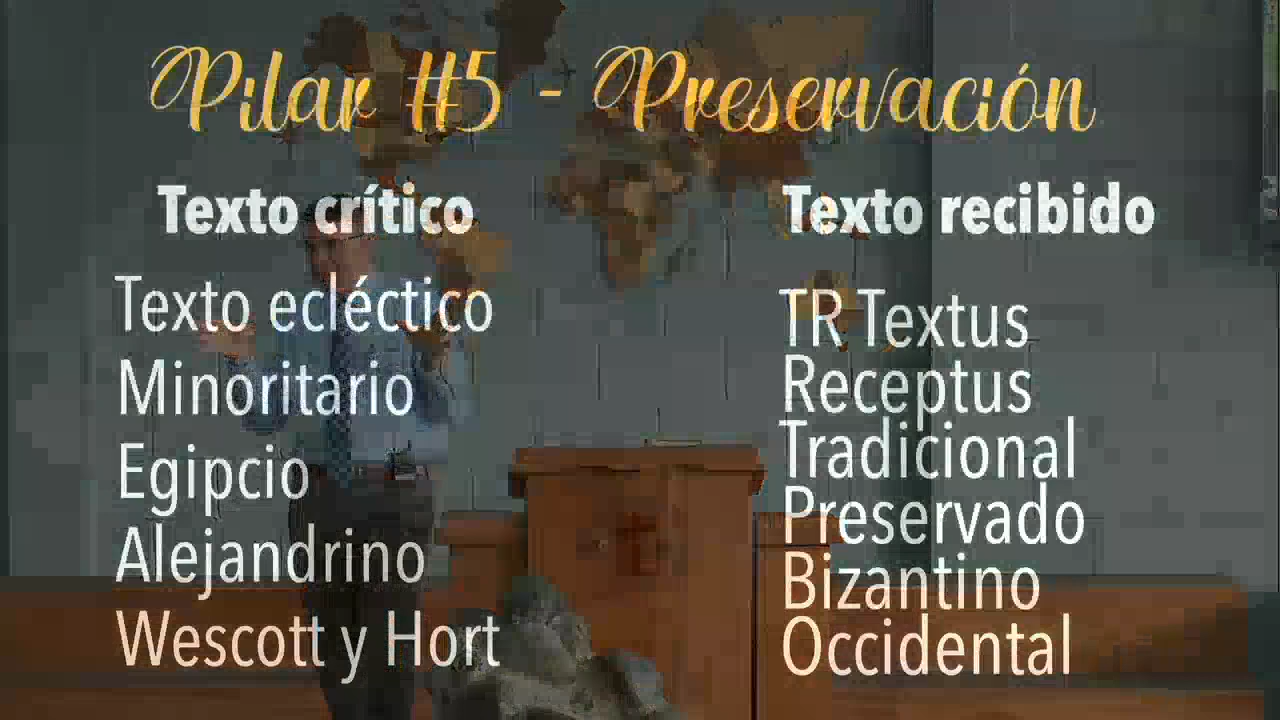 Pilar #5 - Preservación
Texto crítico
Texto ecléctico
Minoritario
Egipcio
Alejandrino
Wescott y Hort
Texto recibido
TR Textus
Receptus
Tradicional
Preservado
Bizantino
Occidental